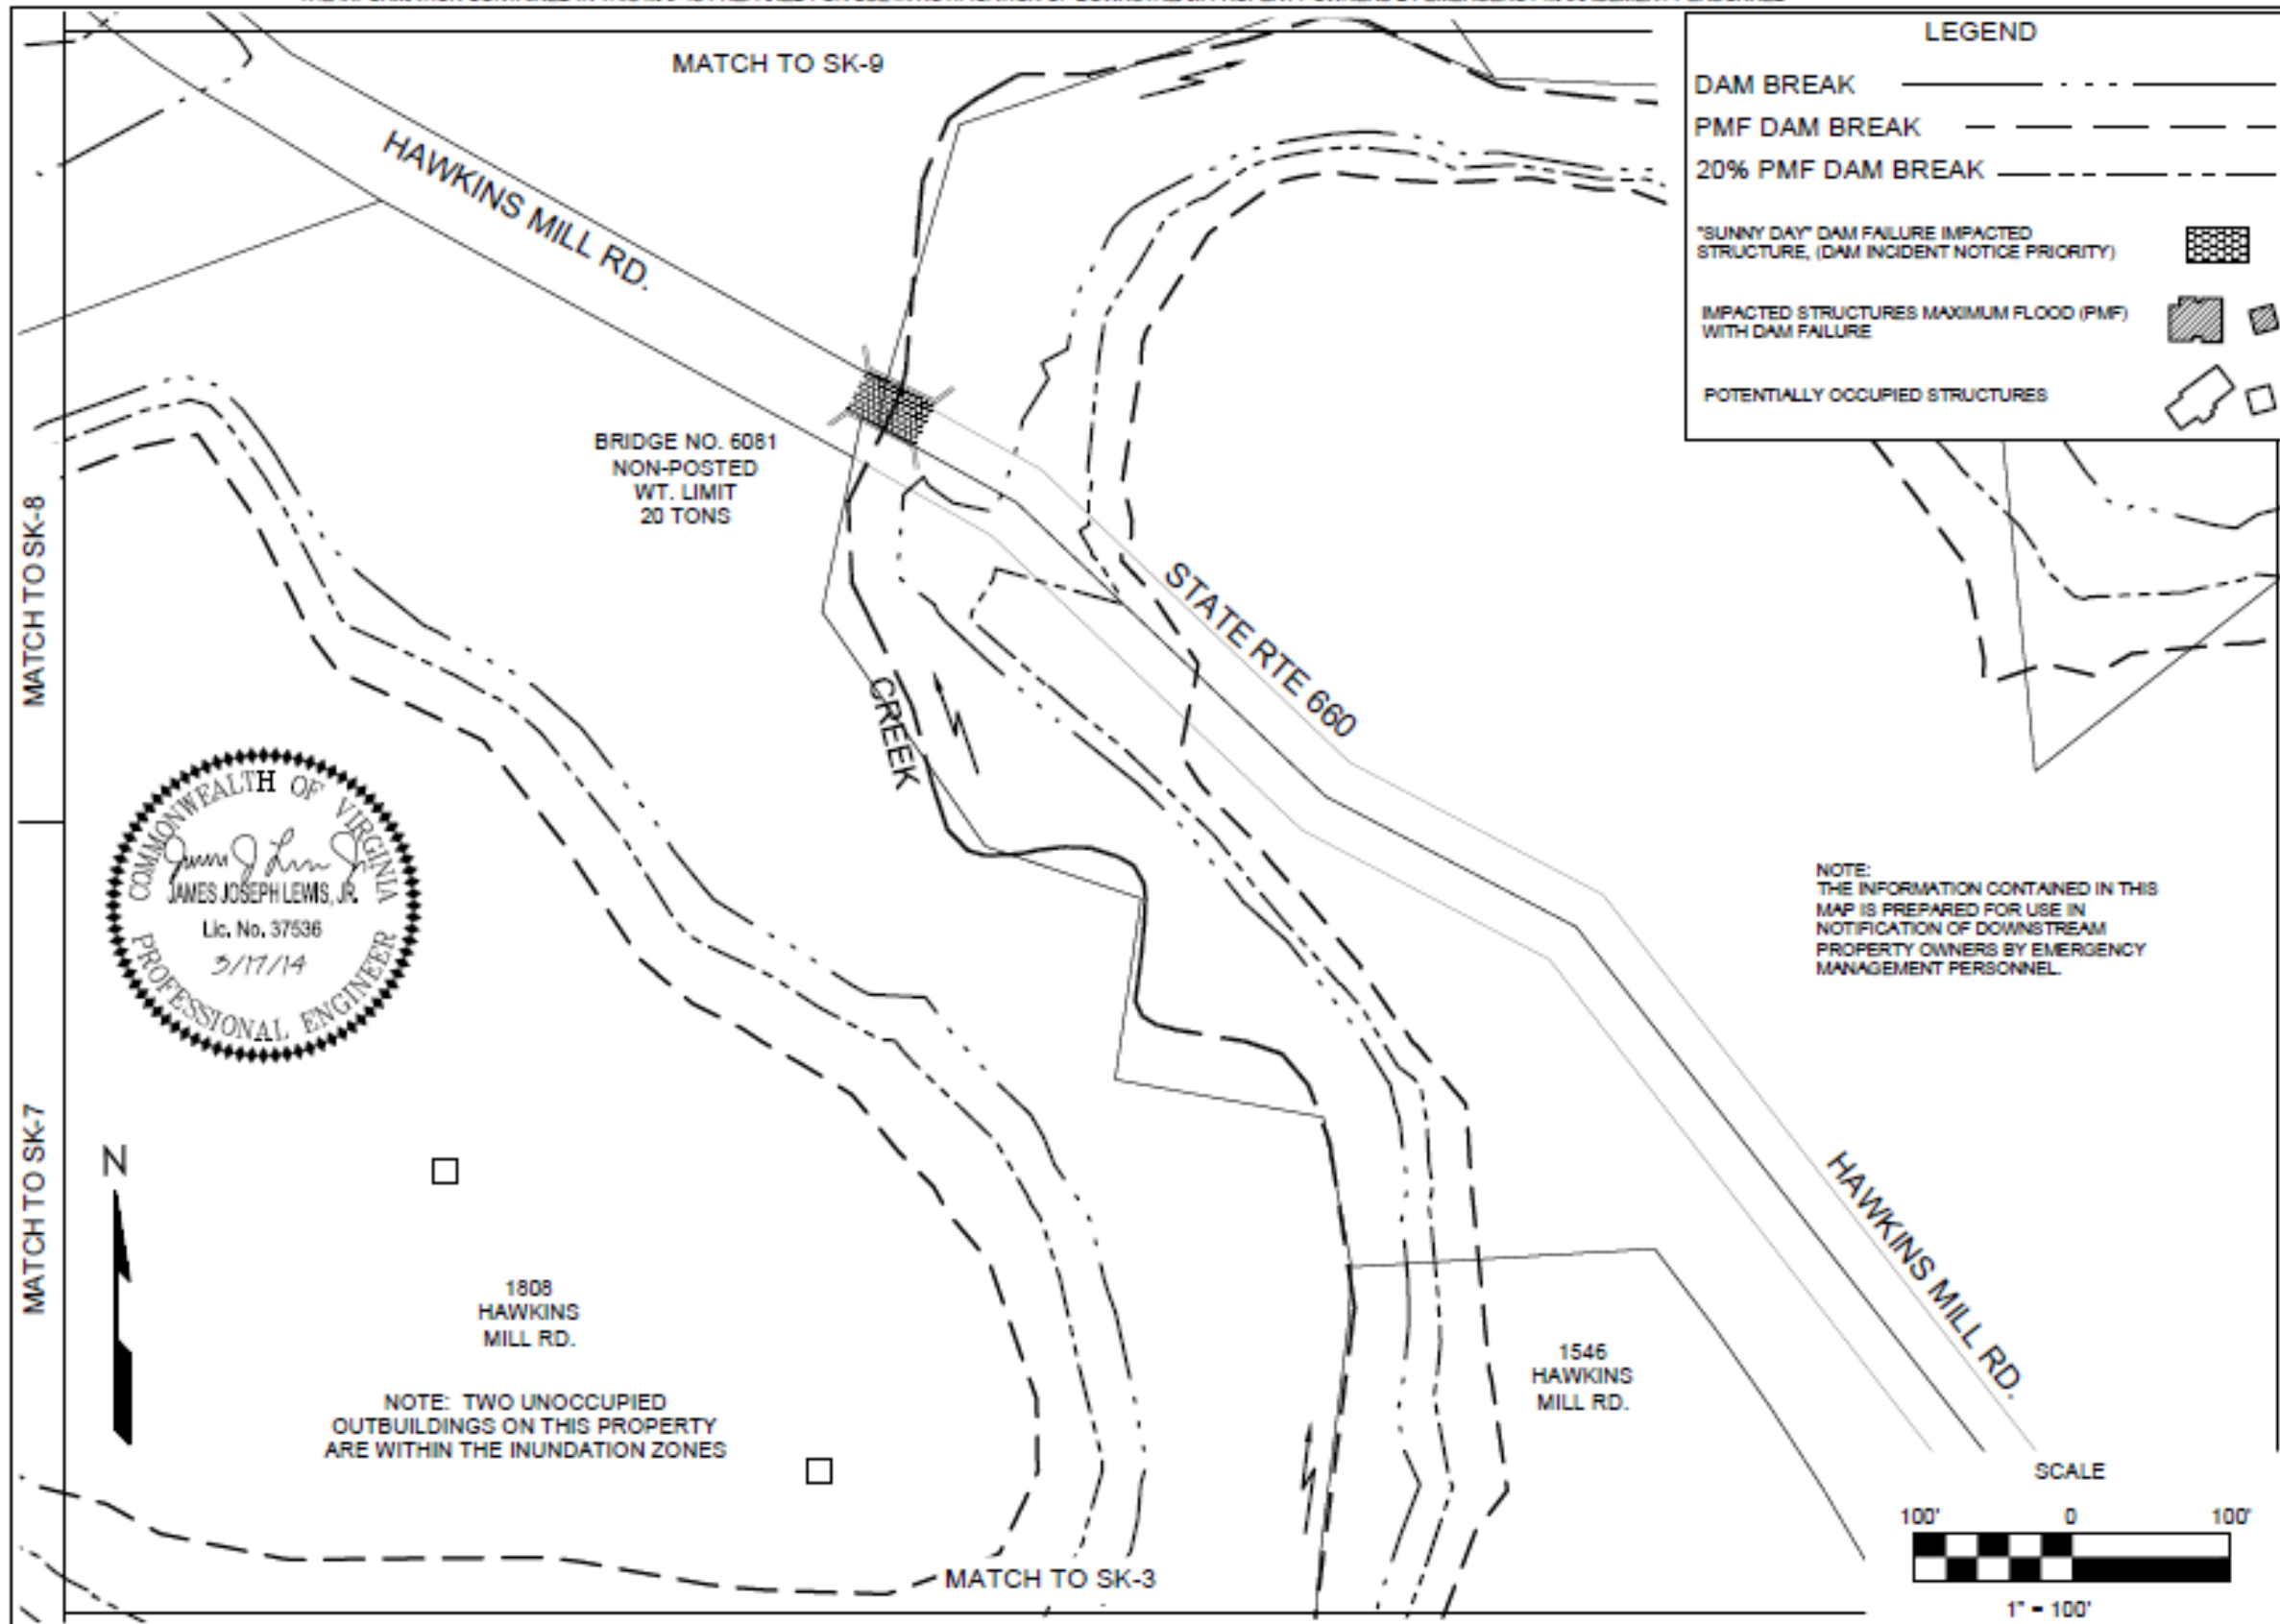 MATCH TO SK-9
LEGEND
DAM BREAK
PMF DAM BREAK
20% PMF DAM BREAK
"SUNNY DAY" DAM FAILURE IMPACTED
STRUCTURE, (DAM INCIDENT NOTICE PRIORITY)
IMPACTED STRUCTURES MAXIMUM FLOOD (PMF)
WITH DAM FAILURE
POTENTIALLY OCCUPIED STRUCTURES
HAWKINS MILL RD.
BRIDGE NO. 6081
NON-POSTED
WT. LIMIT
20 TONS
MATCH TO SK-8
STATE RTE 660
CREEK
COMMONWEALTH OF VIRGINIA
JAMES JOSEPH LEWIS, JR.
Lic. No. 37536
3/17/14
PROFESSIONAL ENGINEER
NOTE:
THE INFORMATION CONTAINED IN THIS
MAP IS PREPARED FOR USE IN
NOTIFICATION OF DOWNSTREAM
PROPERTY OWNERS BY EMERGENCY
MANAGEMENT PERSONNEL.
MATCH TO SK-7
N
1808
HAWKINS
MILL RD.
NOTE: TWO UNOCCUPIED
OUTBUILDINGS ON THIS PROPERTY
ARE WITHIN THE INUNDATION ZONES
HAWKINS MILL RD.
1546
HAWKINS
MILL RD.
MATCH TO SK-3
SCALE
100' 0 100'
1" = 100'